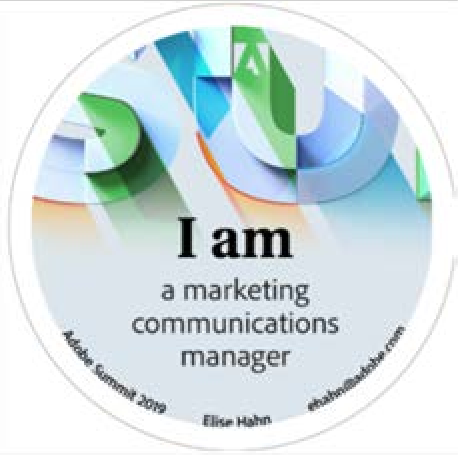 I am
a marketing
communications
manager
Adobe Summit 2019
Elise Hahn
ehahn@adobe.com